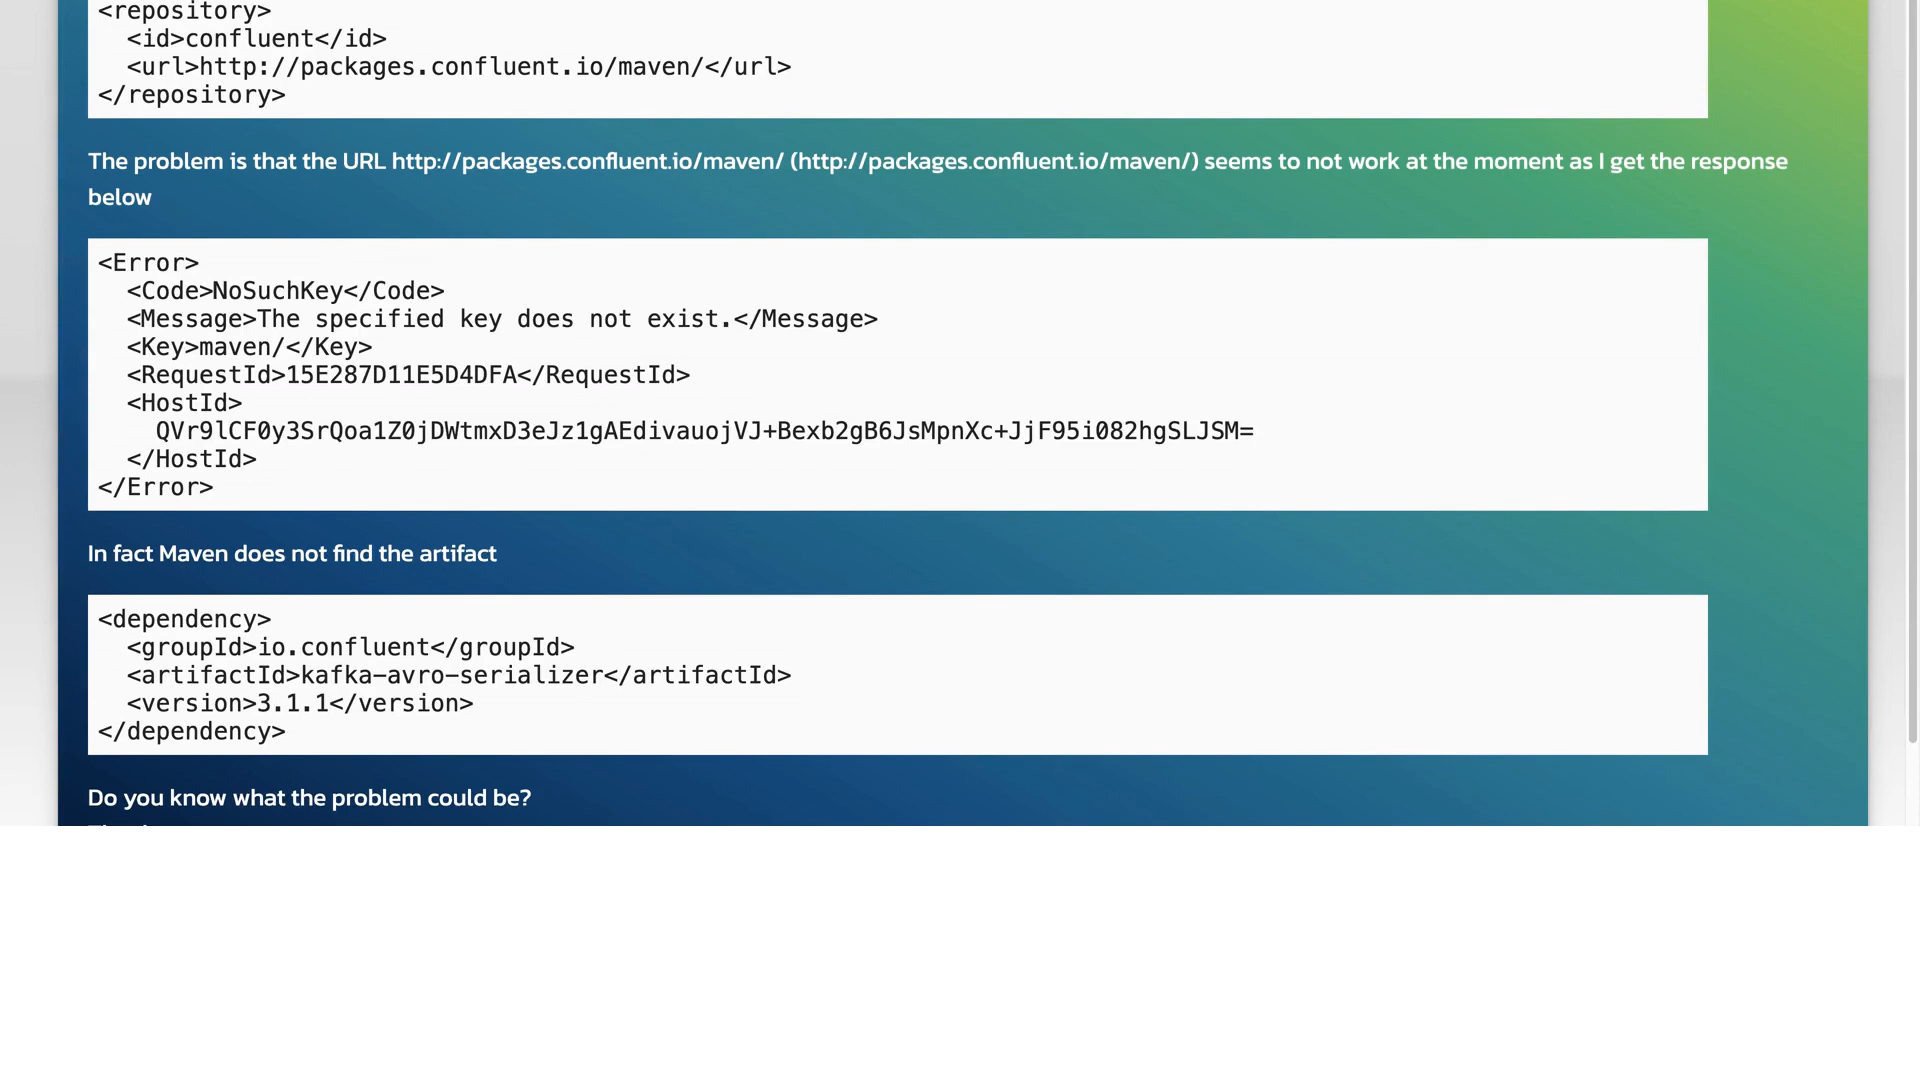 <repository>
  <id>confluent</id>
  <url>http://packages.confluent.io/maven/</url>
</repository>
The problem is that the URL http://packages.confluent.io/maven/ (http://packages.confluent.io/maven/) seems to not work at the moment as I get the response
below
<Error>
  <Code>NoSuchKey</Code>
  <Message>The specified key does not exist.</Message>
  <Key>maven/</Key>
  <RequestId>15E287D11E5D4DFA</RequestId>
  <HostId>
    QVr9lCF0y3SrQoa1Z0jDWtmxD3eJz1gAEdivauojVJ+Bexb2gB6JsMpnXc+JjF95i082hgSLJSM=
  </HostId>
</Error>
In fact Maven does not find the artifact
<dependency>
  <groupId>io.confluent</groupId>
  <artifactId>kafka-avro-serializer</artifactId>
  <version>3.1.1</version>
</dependency>
Do you know what the problem could be?